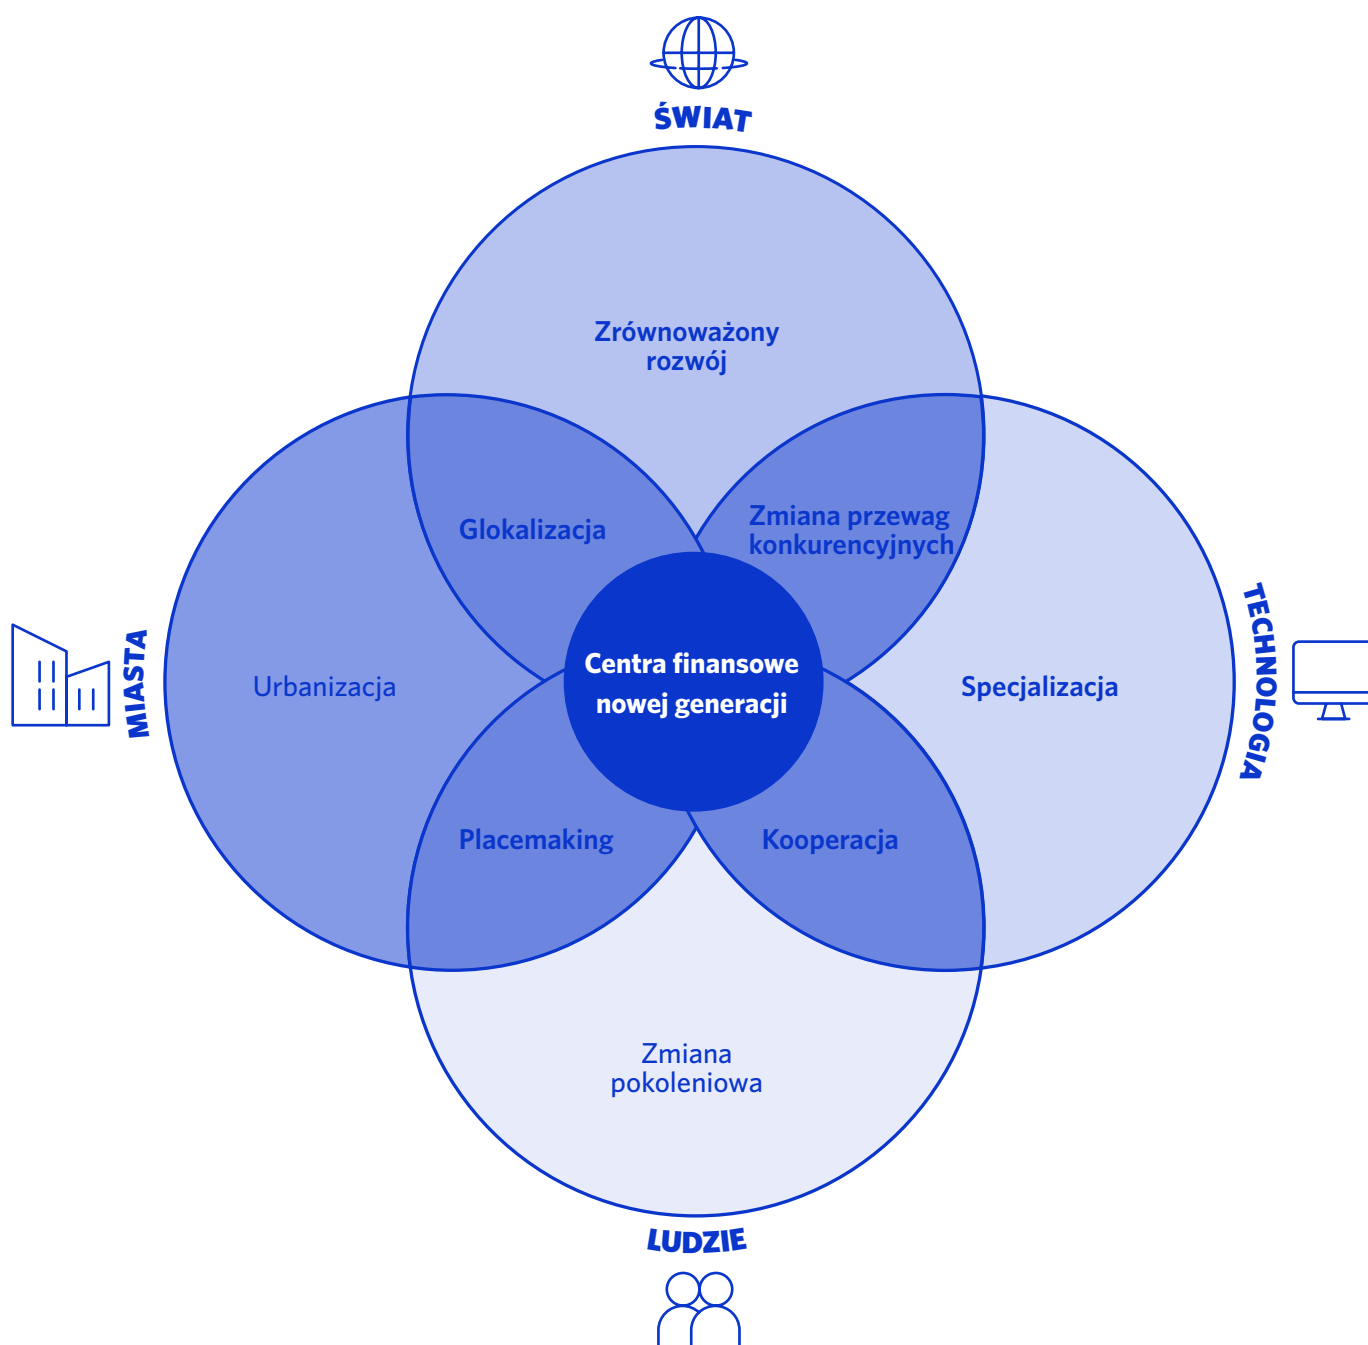 ŚWIAT
Zrównoważony
rozwój
Glokalizacja
Zmiana przewag
konkurencyjnych
MIASTA
Urbanizacja
Centra finansowe
nowej generacji
Specjalizacja
TECHNOLOGIA
Placemaking
Kooperacja
Zmiana
pokoleniowa
LUDZIE